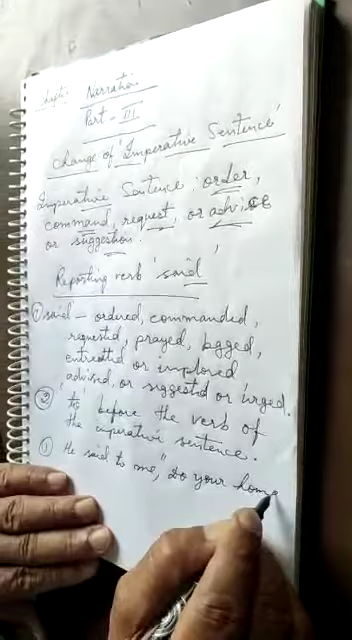 Narration
Part - III
Change of 'Imperative Sentence'
Imperative Sentence : order,
command, request, or advice
or suggestion.
Reporting verb 'said'
① said — ordered, commanded,
requested, prayed, begged,
entreated or implored
advised, or suggested or urged.
② 'to' before the verb of
the imperative sentence.
① He said to me, "Do your home